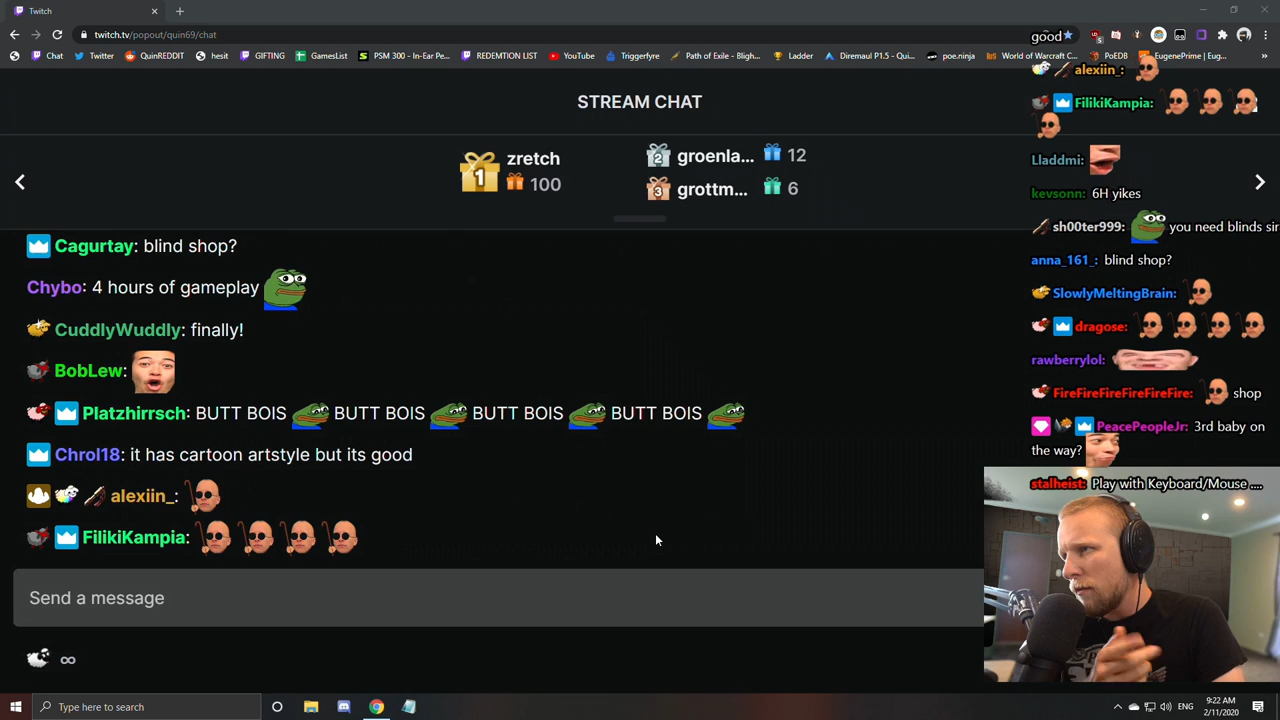 Twitch
twitch.tv/popout/quin69/chat
good
Chat Twitter QuinREDDIT hesit GIFTING GamesList PSM 300 - In-Ear Pe... REDEMTION LIST YouTube Triggerfyre Path of Exile - Bligh... Ladder Diremaul P1.5 - Qui... poe.ninja World of Warcraft C... PoEDB EugenePrime | Eug...
STREAM CHAT
1 zretch
100
2 groenla... 12
3 grottm... 6
Cagurtay: blind shop?
Chybo: 4 hours of gameplay
CuddlyWuddly: finally!
BobLew:
Platzhirrsch: BUTT BOIS BUTT BOIS BUTT BOIS BUTT BOIS
Chrol18: it has cartoon artstyle but its good
alexiin_:
FilikiKampia:
Send a message
∞
alexiin_:
FilikiKampia:
Lladdmi:
kevsonn: 6H yikes
sh00ter999: you need blinds sir
anna_161_: blind shop?
SlowlyMeltingBrain:
dragose:
rawberrylol:
FireFireFireFireFireFire: shop
PeacePeopleJr: 3rd baby on
the way?
stalheist: Play with Keyboard/Mouse ....
Type here to search
ENG
9:22 AM
2/11/2020